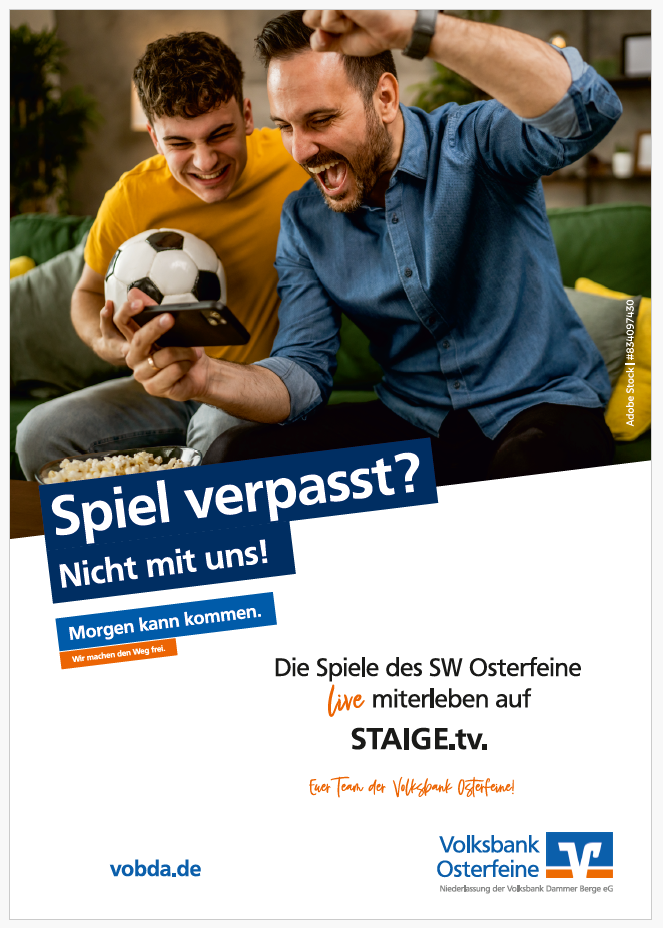 Adobe Stock | #834097430
Spiel verpasst?
Nicht mit uns!
Morgen kann kommen.
Wir machen den Weg frei.
Die Spiele des SW Osterfeine
live miterleben auf
STAIGE.tv.
Euer Team der Volksbank Osterfeine!
vobda.de
Volksbank
Osterfeine
Niederlassung der Volksbank Dammer Berge eG